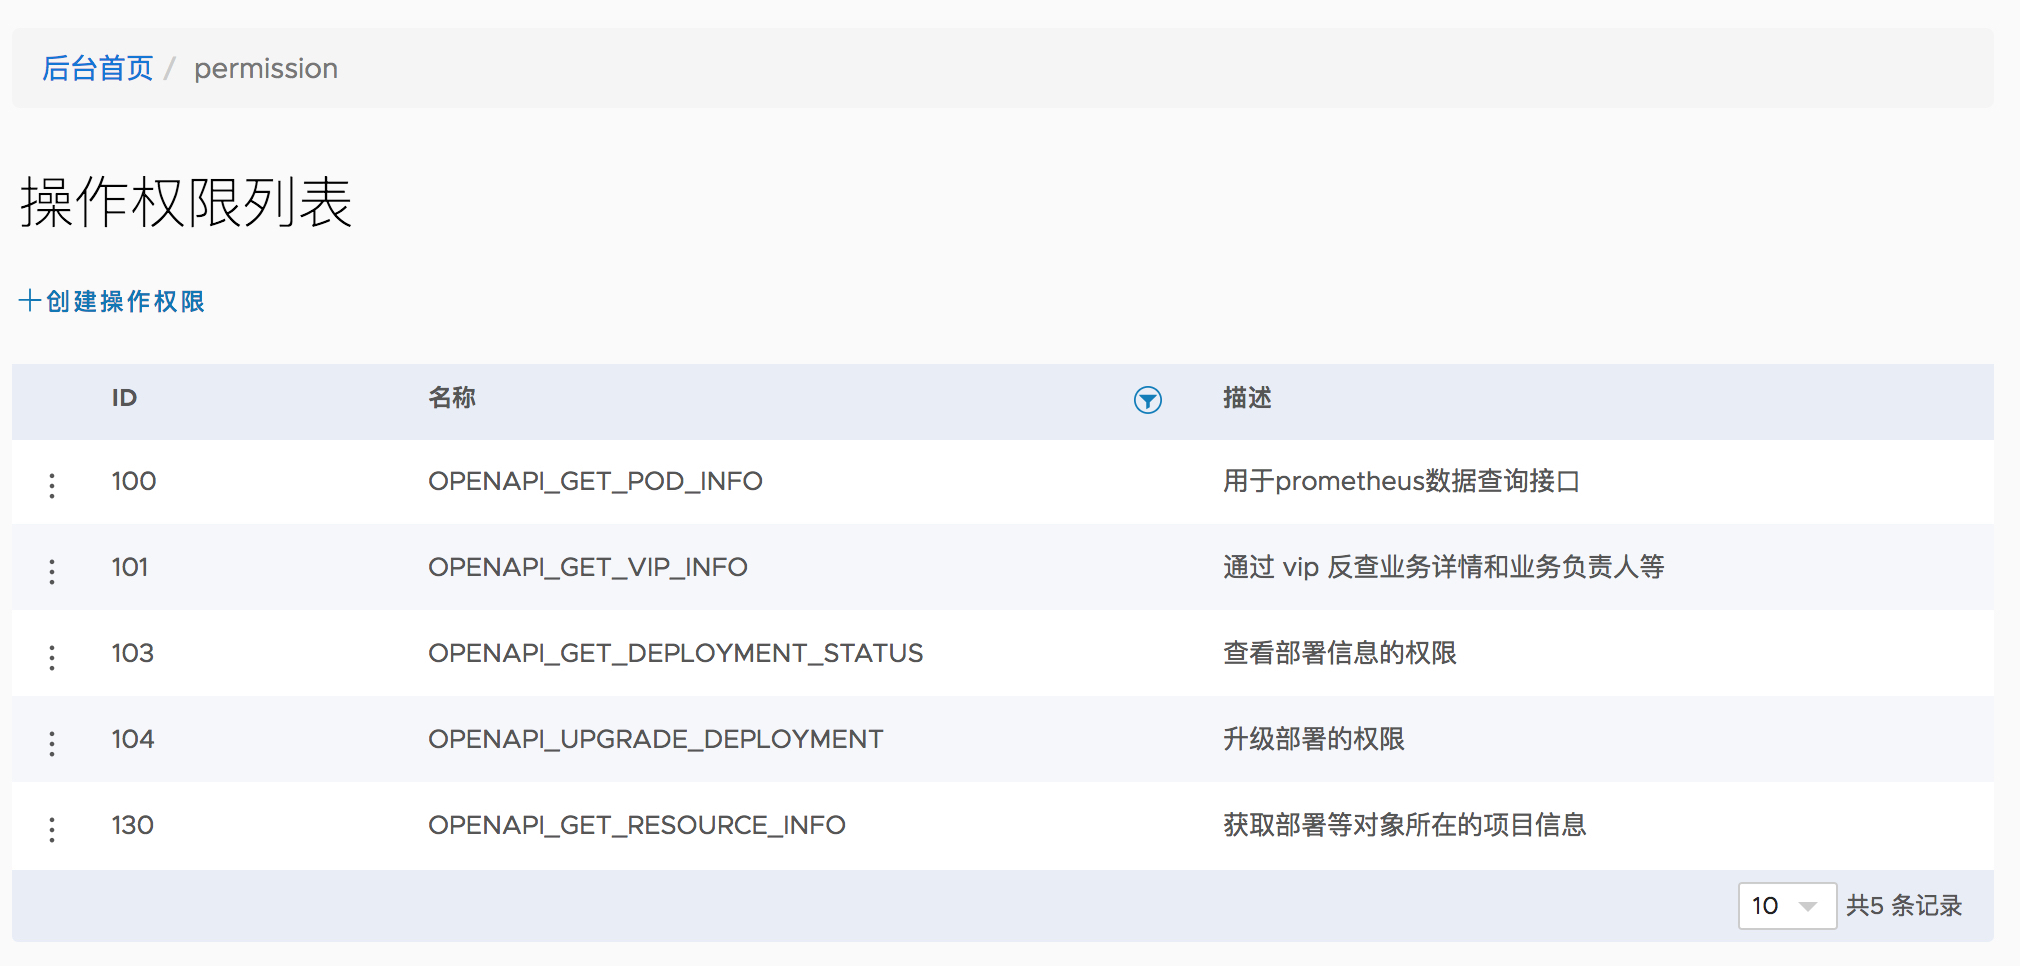 后台首页 / permission
操作权限列表
+创建操作权限
ID 名称 描述
100 OPENAPI_GET_POD_INFO 用于prometheus数据查询接口
101 OPENAPI_GET_VIP_INFO 通过 vip 反查业务详情和业务负责人等
103 OPENAPI_GET_DEPLOYMENT_STATUS 查看部署信息的权限
104 OPENAPI_UPGRADE_DEPLOYMENT 升级部署的权限
130 OPENAPI_GET_RESOURCE_INFO 获取部署等对象所在的项目信息
10 共5 条记录